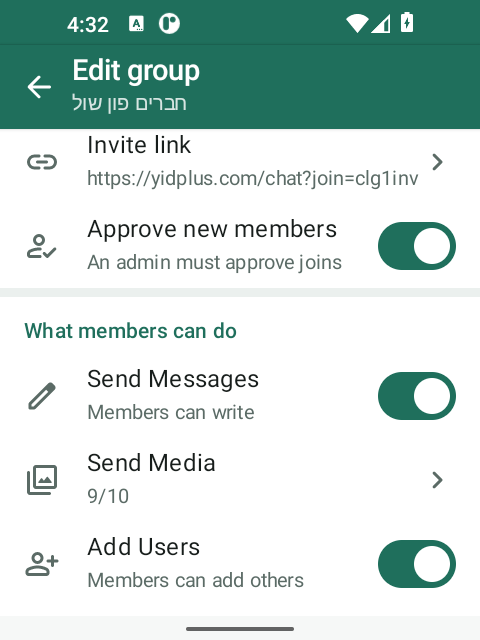 4:32
Edit group
חברים פון שול
Invite link
https://yidplus.com/chat?join=clg1inv
Approve new members
An admin must approve joins
What members can do
Send Messages
Members can write
Send Media
9/10
Add Users
Members can add others